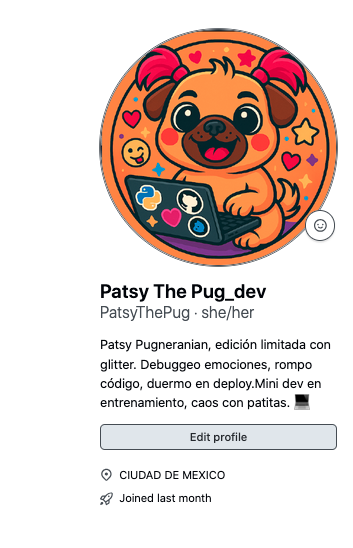 Patsy The Pug_dev
PatsyThePug · she/her
Patsy Pugneranian, edición limitada con
glitter. Debuggeo emociones, rompo
código, duermo en deploy.Mini dev en
entrenamiento, caos con patitas. 💻
Edit profile
CIUDAD DE MEXICO
Joined last month